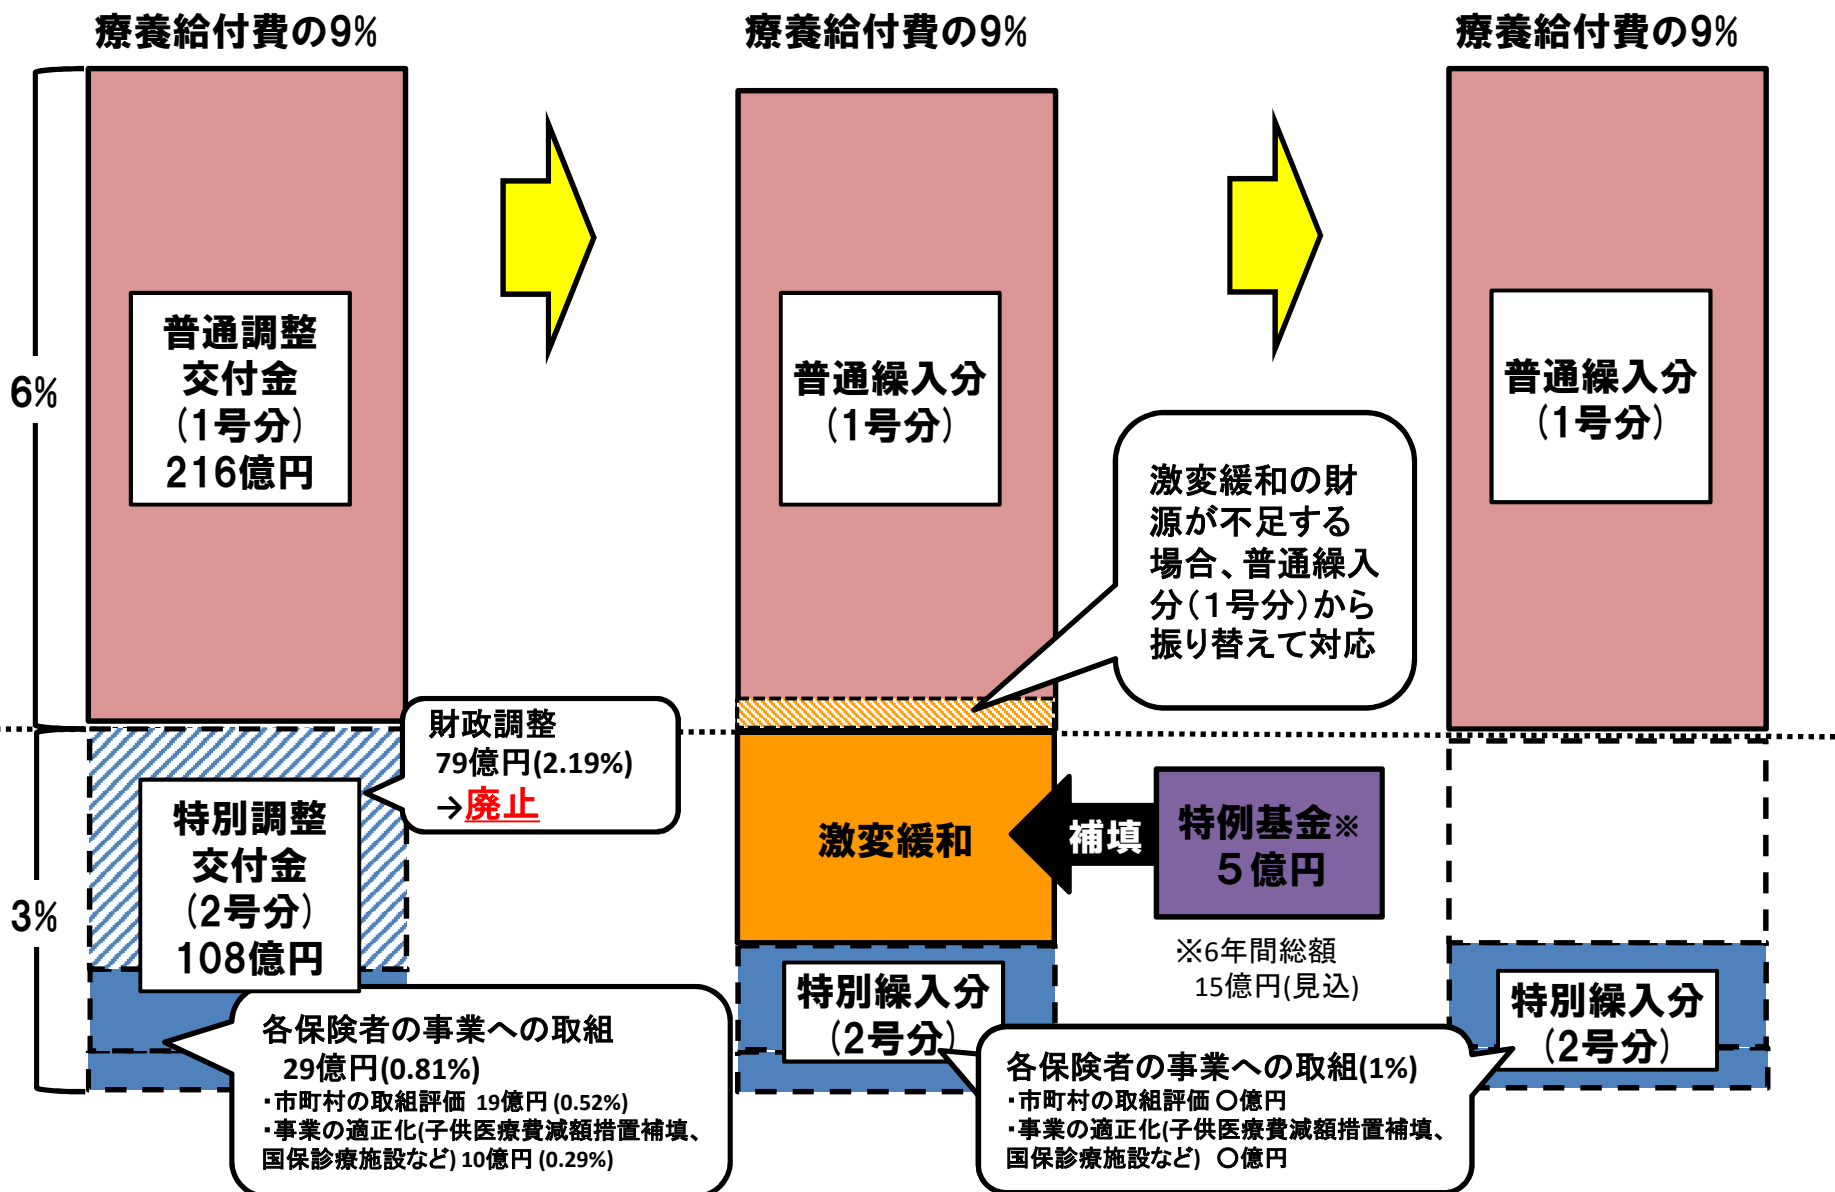 療養給付費の9%
療養給付費の9%
療養給付費の9%
6%
普通調整
交付金
(1号分)
216億円
普通繰入分
(1号分)
普通繰入分
(1号分)
激変緩和の財
源が不足する
場合、普通繰入
分(1号分)から
振り替えて対応
財政調整
79億円(2.19%)
→廃止
3%
特別調整
交付金
(2号分)
108億円
激変緩和
補填
特例基金※
5億円
※6年間総額
15億円(見込)
特別繰入分
(2号分)
特別繰入分
(2号分)
各保険者の事業への取組
29億円(0.81%)
・市町村の取組評価 19億円(0.52%)
・事業の適正化(子供医療費減額措置補填、
国保診療施設など)10億円(0.29%)
各保険者の事業への取組(1%)
・市町村の取組評価 〇億円
・事業の適正化(子供医療費減額措置補填、
国保診療施設など) 〇億円